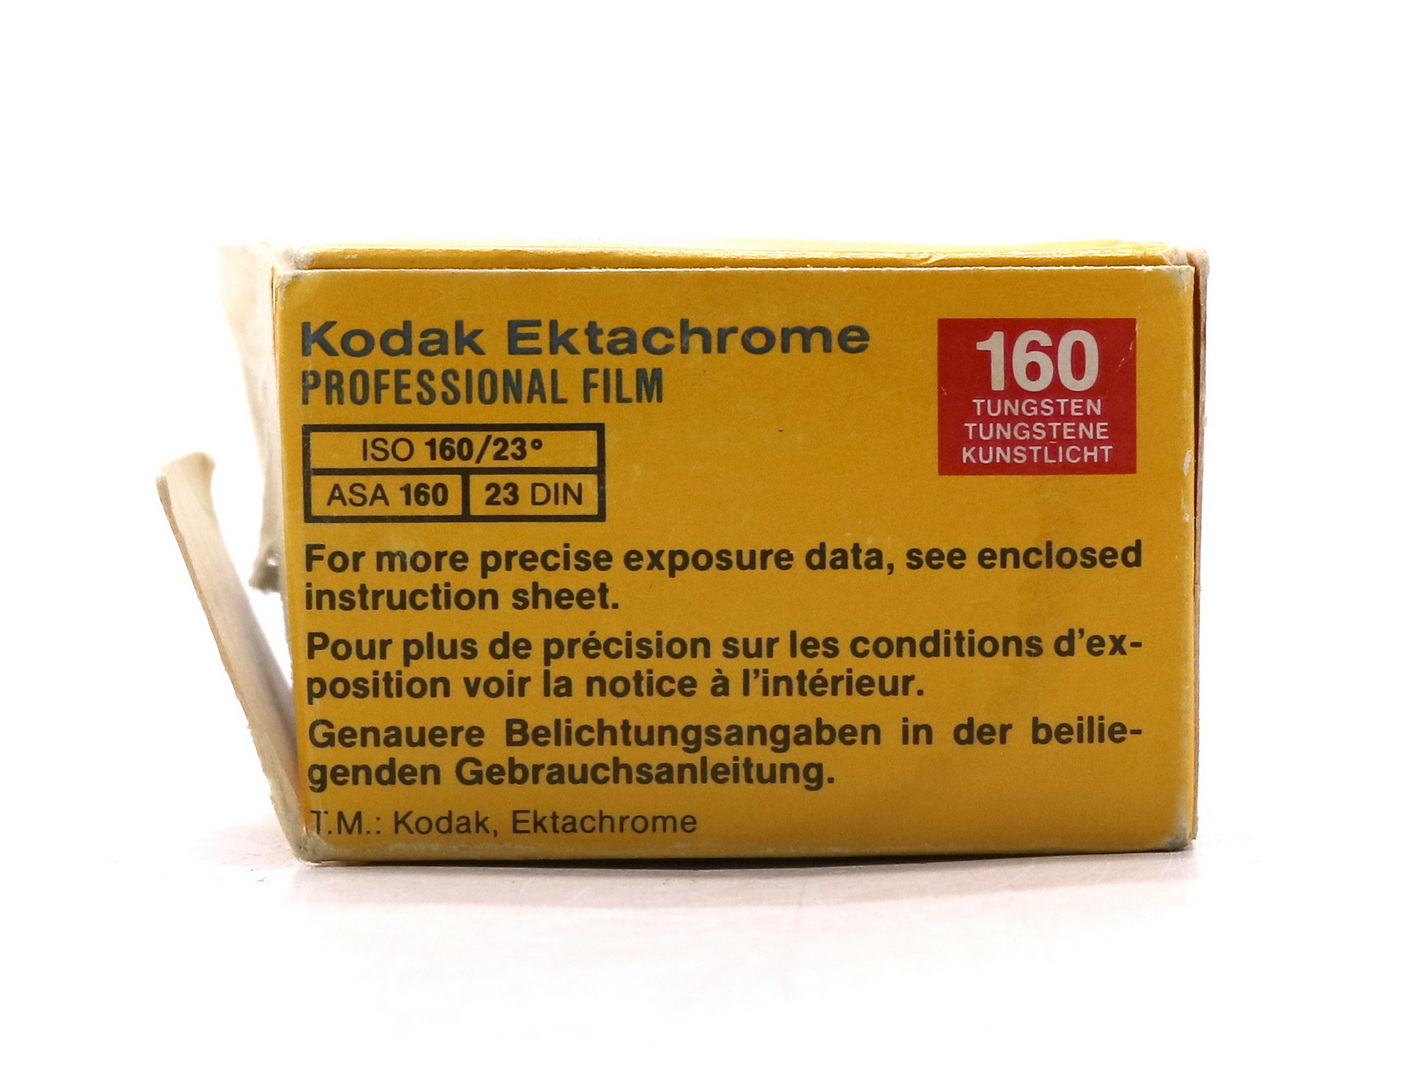 Kodak Ektachrome
PROFESSIONAL FILM
160
TUNGSTEN
TUNGSTENE
KUNSTLICHT
ISO 160/23°
ASA 160 23 DIN
For more precise exposure data, see enclosed
instruction sheet.
Pour plus de précision sur les conditions d'ex-
position voir la notice à l'intérieur.
Genauere Belichtungsangaben in der beilie-
genden Gebrauchsanleitung.
T.M.: Kodak, Ektachrome